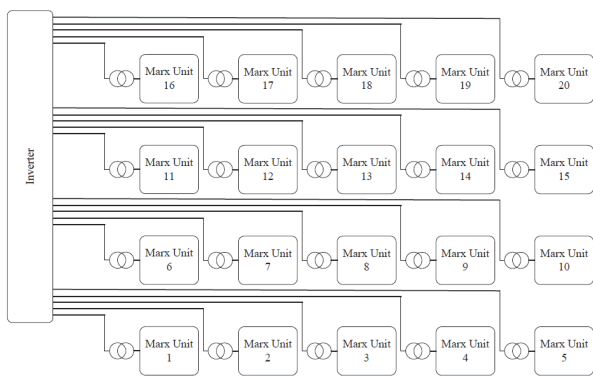 Inverter
Marx Unit
16
Marx Unit
17
Marx Unit
18
Marx Unit
19
Marx Unit
20
Marx Unit
11
Marx Unit
12
Marx Unit
13
Marx Unit
14
Marx Unit
15
Marx Unit
6
Marx Unit
7
Marx Unit
8
Marx Unit
9
Marx Unit
10
Marx Unit
1
Marx Unit
2
Marx Unit
3
Marx Unit
4
Marx Unit
5